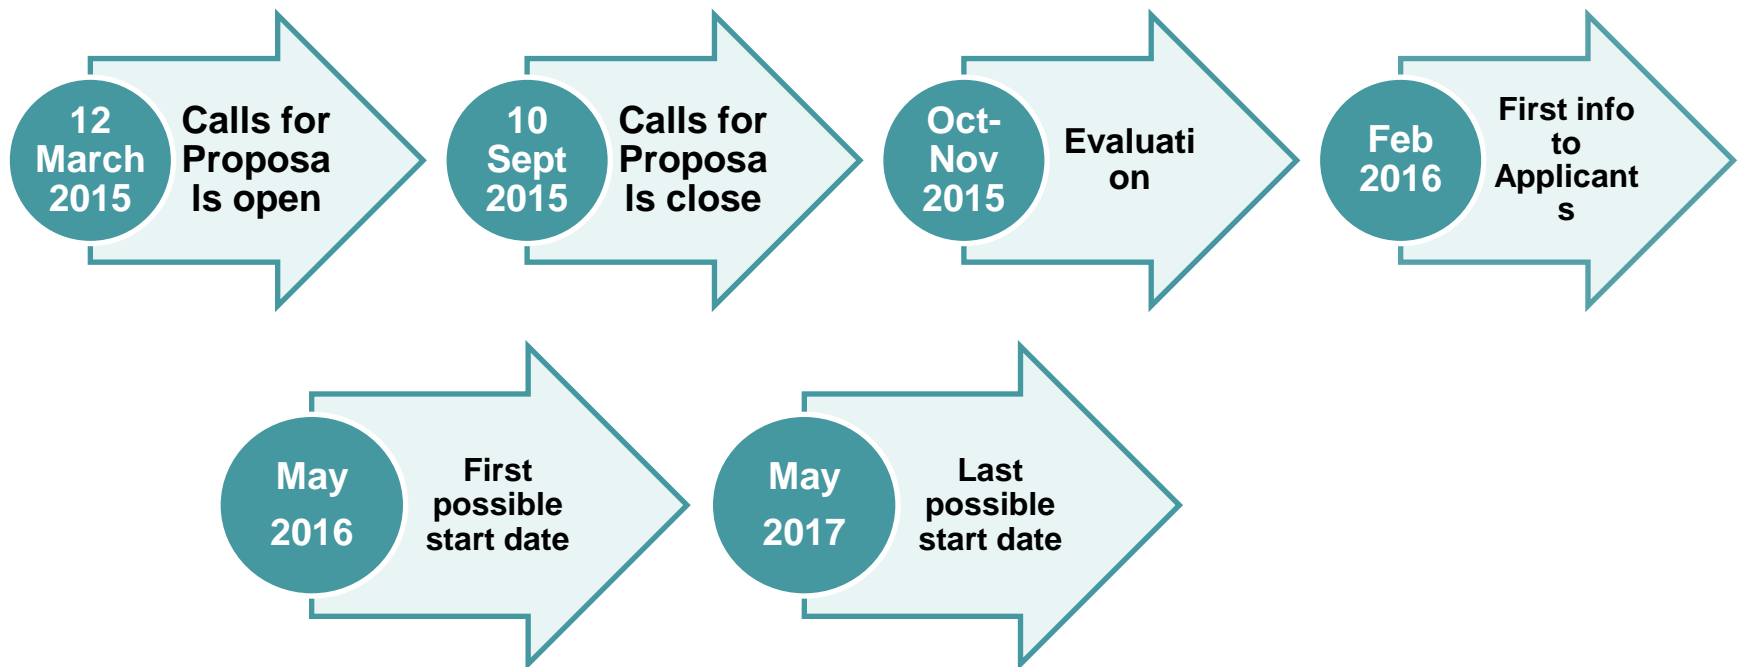 12
March
2015
Calls for
Proposa
ls open
10
Sept
2015
Calls for
Proposa
ls close
Oct-
Nov
2015
Evaluati
on
Feb
2016
First info
to
Applicant
s
May
2016
First
possible
start date
May
2017
Last
possible
start date